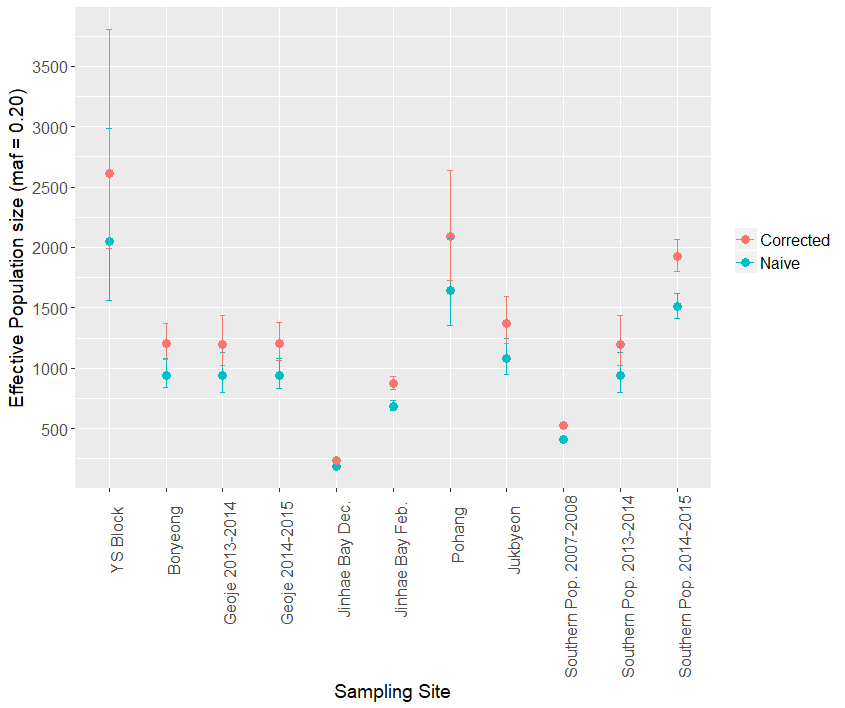 Effective Population size (maf = 0.20)
3500
3000
2500
2000
1500
1000
500
YS Block
Boryeong
Geoje 2013-2014
Geoje 2014-2015
Jinhae Bay Dec.
Jinhae Bay Feb.
Pohang
Jukbyeon
Southern Pop. 2007-2008
Southern Pop. 2013-2014
Southern Pop. 2014-2015
Sampling Site
Corrected
Naive